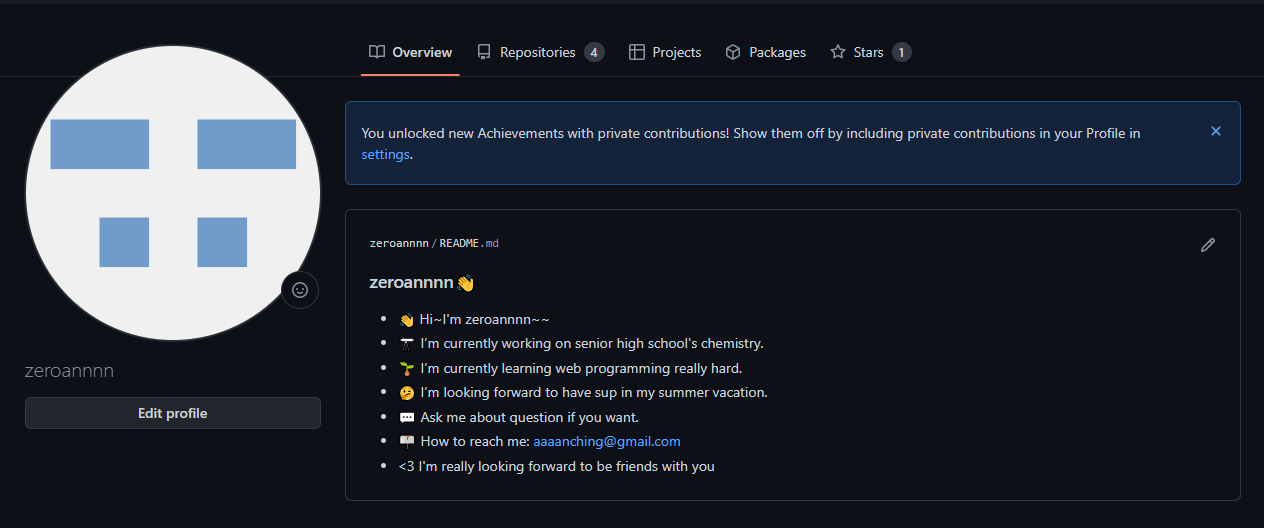 Overview Repositories 4 Projects Packages Stars 1
You unlocked new Achievements with private contributions! Show them off by including private contributions in your Profile in
settings.
zeroannnn/README.md
zeroannnn👋
👋 Hi~I'm zeroannnn~~
🔭 I’m currently working on senior high school's chemistry.
🌱 I’m currently learning web programming really hard.
🤔 I’m looking forward to have sup in my summer vacation.
💬 Ask me about question if you want.
📫 How to reach me: aaaanching@gmail.com
<3 I'm really looking forward to be friends with you
zeroannnn
Edit profile